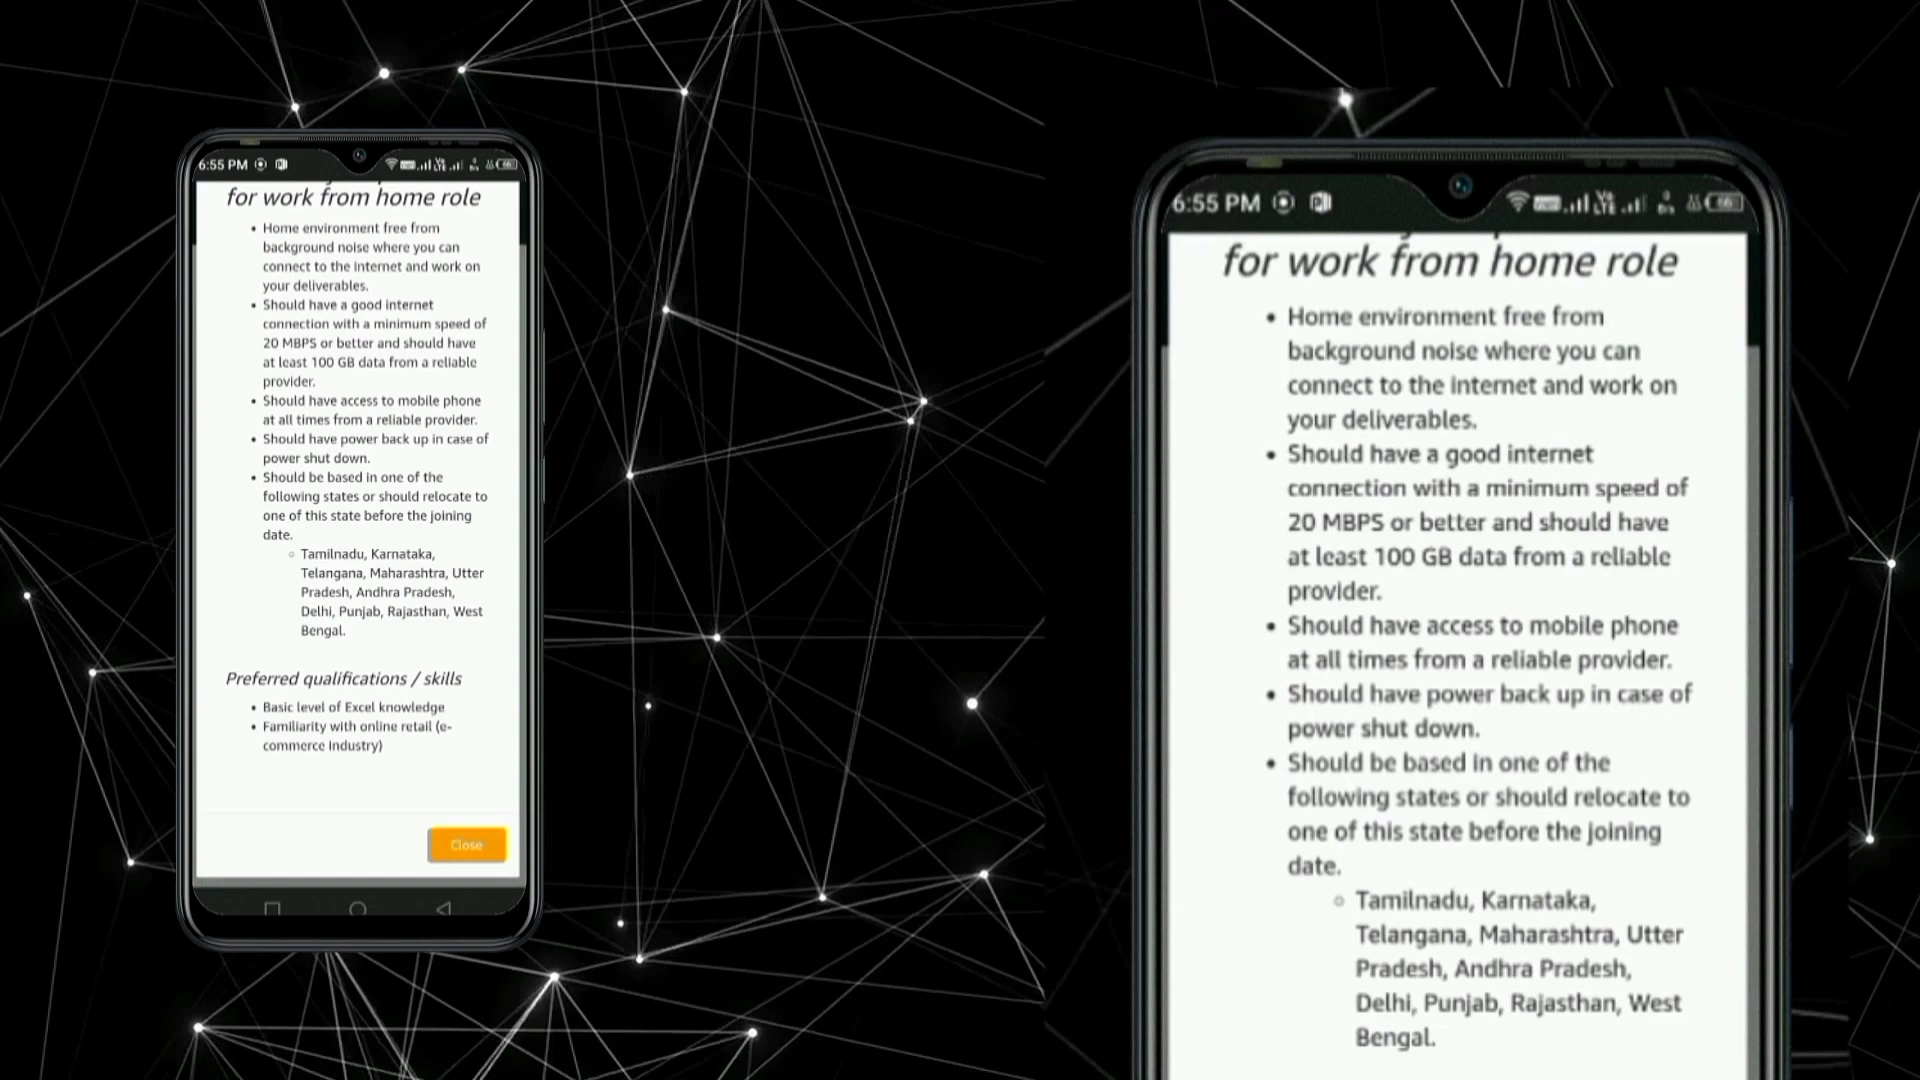 6:55 PM
for work from home role
• Home environment free from
background noise where you can
connect to the internet and work on
your deliverables.
• Should have a good internet
connection with a minimum speed of
20 MBPS or better and should have
at least 100 GB data from a reliable
provider.
• Should have access to mobile phone
at all times from a reliable provider.
• Should have power back up in case of
power shut down.
• Should be based in one of the
following states or should relocate to
one of this state before the joining
date.
○ Tamilnadu, Karnataka,
Telangana, Maharashtra, Utter
Pradesh, Andhra Pradesh,
Delhi, Punjab, Rajasthan, West
Bengal.
Preferred qualifications / skills
• Basic level of Excel knowledge
• Familiarity with online retail (e-
commerce industry)
Close
6:55 PM
for work from home role
• Home environment free from
background noise where you can
connect to the internet and work on
your deliverables.
• Should have a good internet
connection with a minimum speed of
20 MBPS or better and should have
at least 100 GB data from a reliable
provider.
• Should have access to mobile phone
at all times from a reliable provider.
• Should have power back up in case of
power shut down.
• Should be based in one of the
following states or should relocate to
one of this state before the joining
date.
○ Tamilnadu, Karnataka,
Telangana, Maharashtra, Utter
Pradesh, Andhra Pradesh,
Delhi, Punjab, Rajasthan, West
Bengal.